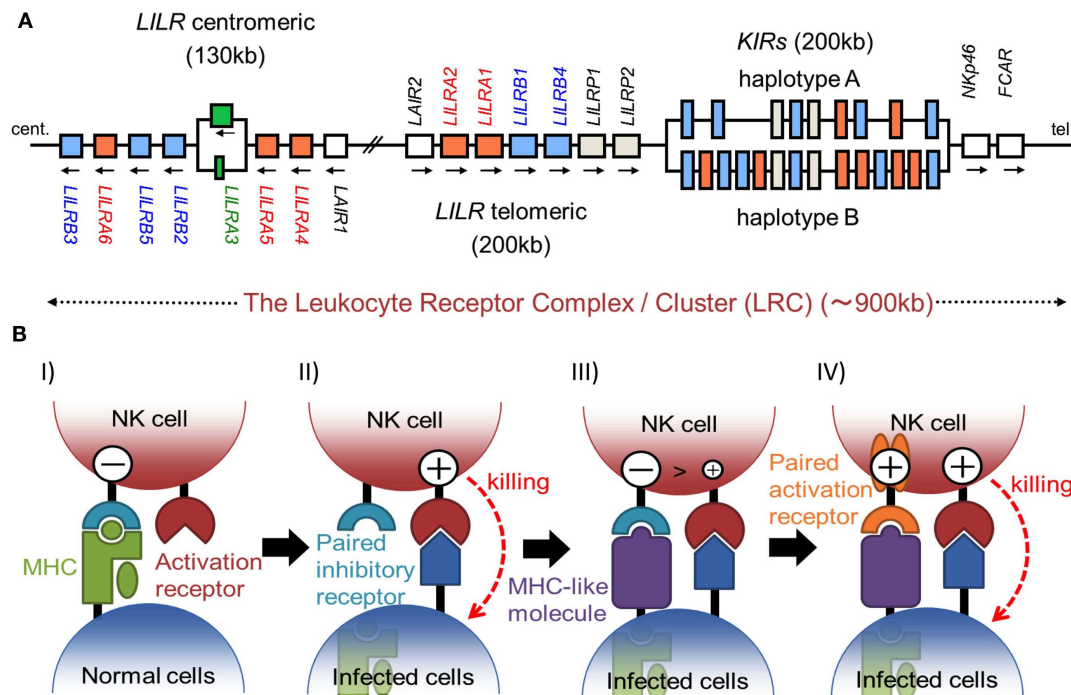 A
LILR centromeric
(130kb)
KIRs (200kb)
haplotype A
NKp46
FCAR
LAIR2
LILRA2
LILRA1
LILRB1
LILRB4
LILRP1
LILRP2
cent.
tel
LILRB3
LILRA6
LILRB5
LILRB2
LILRA3
LILRA5
LILRA4
LAIR1
LILR telomeric
(200kb)
haplotype B
The Leukocyte Receptor Complex / Cluster (LRC) (~900kb)
B
I)
NK cell
−
MHC
Activation
receptor
Normal cells
II)
NK cell
+
killing
Paired
inhibitory
receptor
Infected cells
III)
NK cell
− > +
MHC-like
molecule
Infected cells
IV)
NK cell
+ +
Paired
activation
receptor
killing
Infected cells